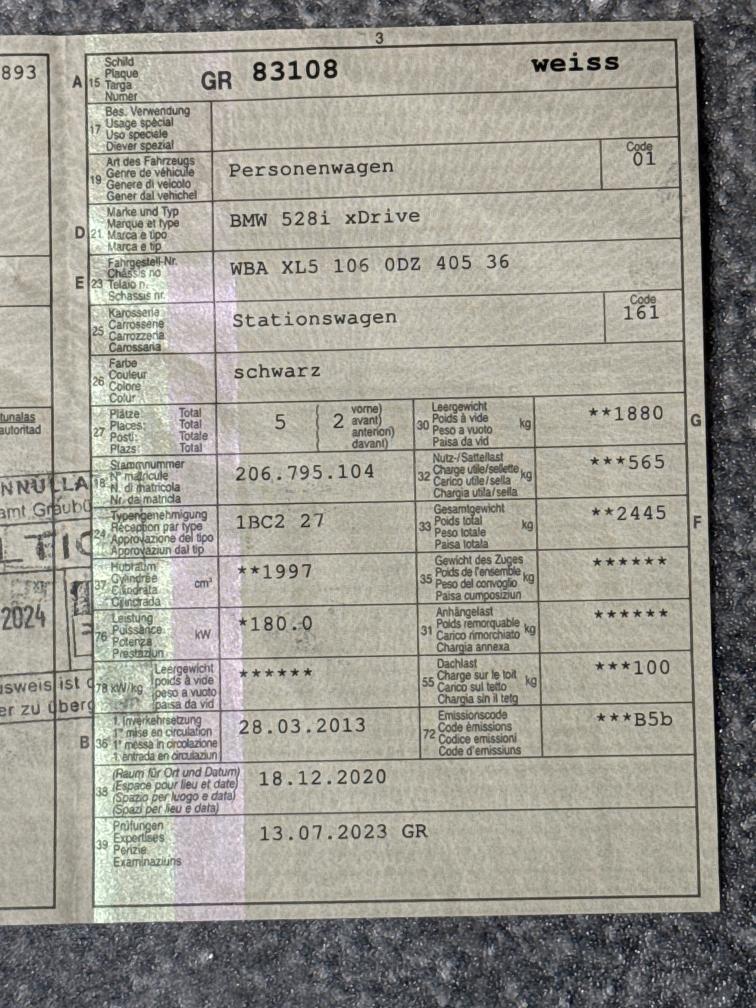 3
893
A 15 Schild
Plaque
Targa
Numer
GR 83108 weiss
17 Bes. Verwendung
Usage spécial
Uso speciale
Diever spezial
19 Art des Fahrzeugs
Genre de véhicule
Genere di veicolo
Gener dal vehichel
Personenwagen
Code
01
D 21 Marke und Typ
Marque et type
Marca e tipo
Marca e tip
BMW 528i xDrive
E 23 Fahrgestell-Nr.
Châssis no
Telaio n.
Schassis nr.
WBA XL5 106 0DZ 405 36
25 Karosserie
Carrosserie
Carrozzeria
Carossaria
Stationswagen
Code
161
26 Farbe
Couleur
Colore
Colur
schwarz
27 Plätze Total
Places: Total
Posti: Totale
Plazs: Total
5 2 vorne)
avant)
anteriori)
davant)
30 Leergewicht
Poids à vide
Peso a vuoto
Paisa da vid
kg
**1880
G
18 Stammnummer
N° matricule
N. di matricola
Nr. da matricla
206.795.104
32 Nutz-/Sattellast
Charge utile/sellette
Carico utile/sella
Chargia utila/sella
kg
***565
24 Typengenehmigung
Réception par type
Approvazione del tipo
Approvaziun dal tip
1BC2 27
33 Gesamtgewicht
Poids total
Peso totale
Paisa totala
kg
**2445
F
37 Hubraum
Cylindrée
Cilindrata
Cilindrada
cm³
**1997
35 Gewicht des Zuges
Poids de l'ensemble
Peso del convoglio
Paisa cumposiziun
kg
******
76 Leistung
Puissance
Potenza
Prestaziun
kW
*180.0
31 Anhängelast
Poids remorquable
Carico rimorchiato
Chargia annexa
kg
******
78 kW/kg Leergewicht
poids à vuide
peso a vuoto
paisa da vid
******
55 Dachlast
Charge sur le toit
Carico sul tetto
Chargia sin il tetg
kg
***100
B 36 1. Inverkehrsetzung
1re mise en circulation
1a messa in circolazione
1. entrada en circulaziun
28.03.2013
72 Emissionscode
Code émissions
Codice emissioni
Code d'emissiuns
***B5b
38 (Raum für Ort und Datum)
(Espace pour lieu et date)
(Spazio per luogo e data)
(Spazi per lieu e data)
18.12.2020
39 Prüfungen
Expertises
Perizie
Examinaziuns
13.07.2023 GR
tunalas
autoritad
NNULLA
amt Graubü
LTIG
2024
usweis ist
er zu überg